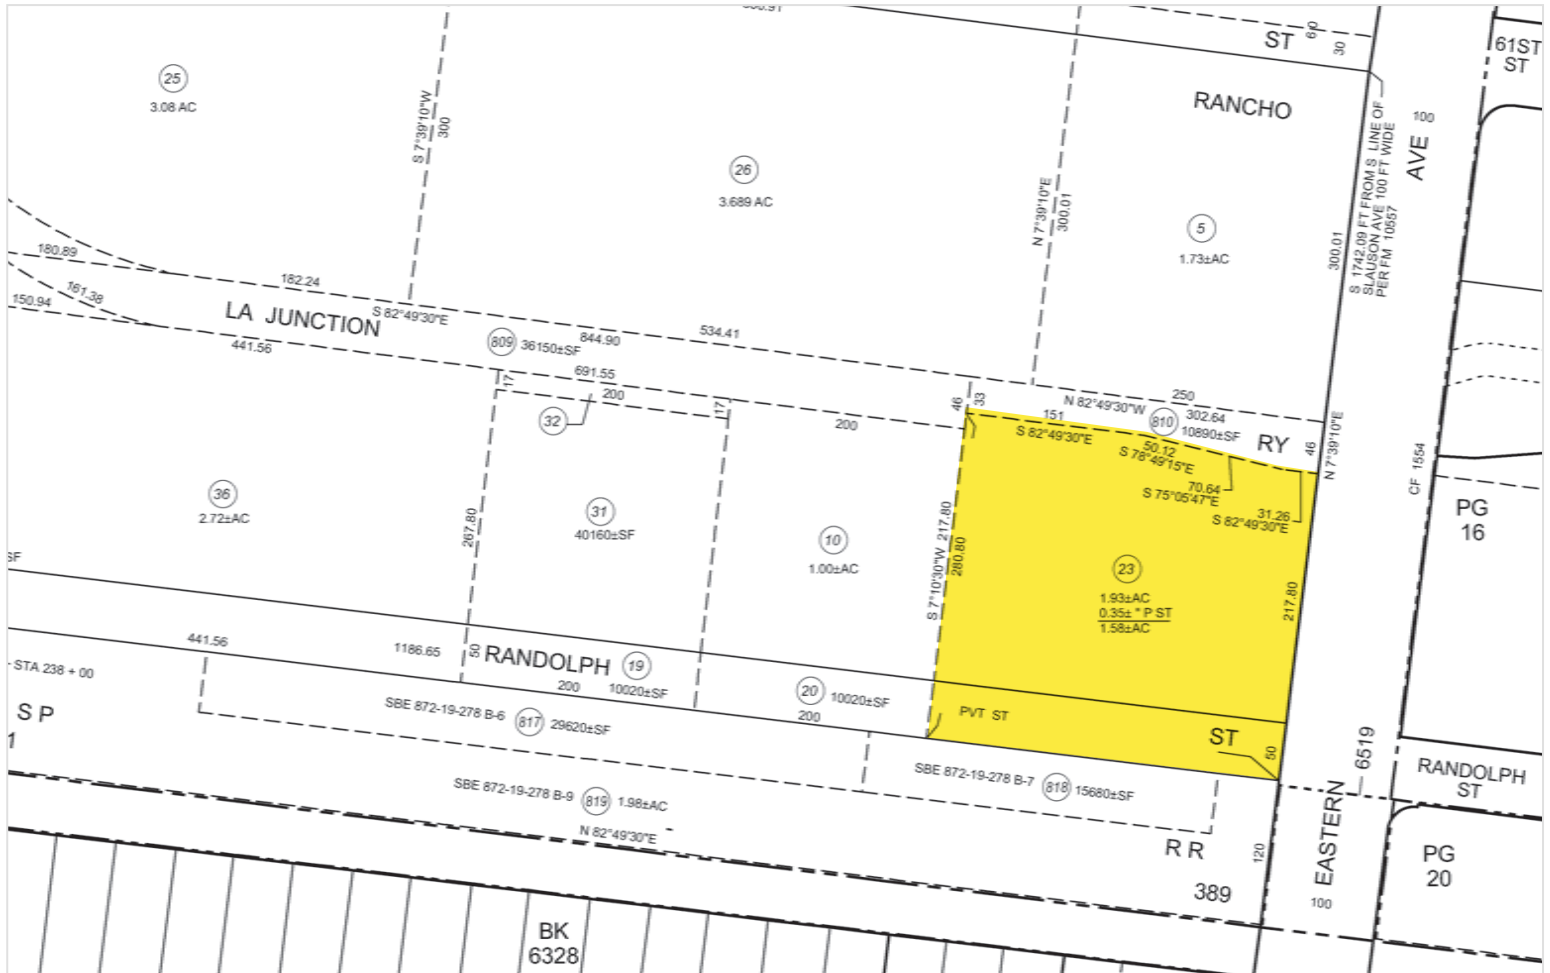 61ST
ST
ST
60
30
25
3.08 AC
S 7°39'10"W
300
26
3.689 AC
RANCHO
N 7°39'10"E
300.01
5
1.73±AC
300.01
S 1742.09 FT FROM S LINE OF
SLAUSON AVE 100 FT WIDE
PER FM 10557
AVE
100
180.89
182.24
150.94
161.38
LA JUNCTION
S 82°49'30"E
441.56
809
36150±SF
844.90
534.41
691.55
17
200
17
32
200
46
33
250
N 82°49'30"W
302.64
810
10890±SF
RY
46
N 7°39'10"E
151
S 82°49'30"E
50.12
S 78°49'15"E
70.64
S 75°05'47"E
31.26
S 82°49'30"E
CF 1554
PG
16
36
2.72±AC
267.80
31
40160±SF
10
1.00±AC
S 7°10'30"W 217.80
280.80
23
1.93±AC
0.35± " P ST
1.58±AC
217.80
SF
441.56
1186.65
50
RANDOLPH
19
200
10020±SF
20
10020±SF
200
PVT ST
ST
50
STA 238 + 00
S P
1
SBE 872-19-278 B-6
817
29620±SF
SBE 872-19-278 B-7
818
15680±SF
SBE 872-19-278 B-9
819
1.98±AC
N 82°49'30"E
R R
389
120
EASTERN
100
6519
RANDOLPH
ST
PG
20
BK
6328